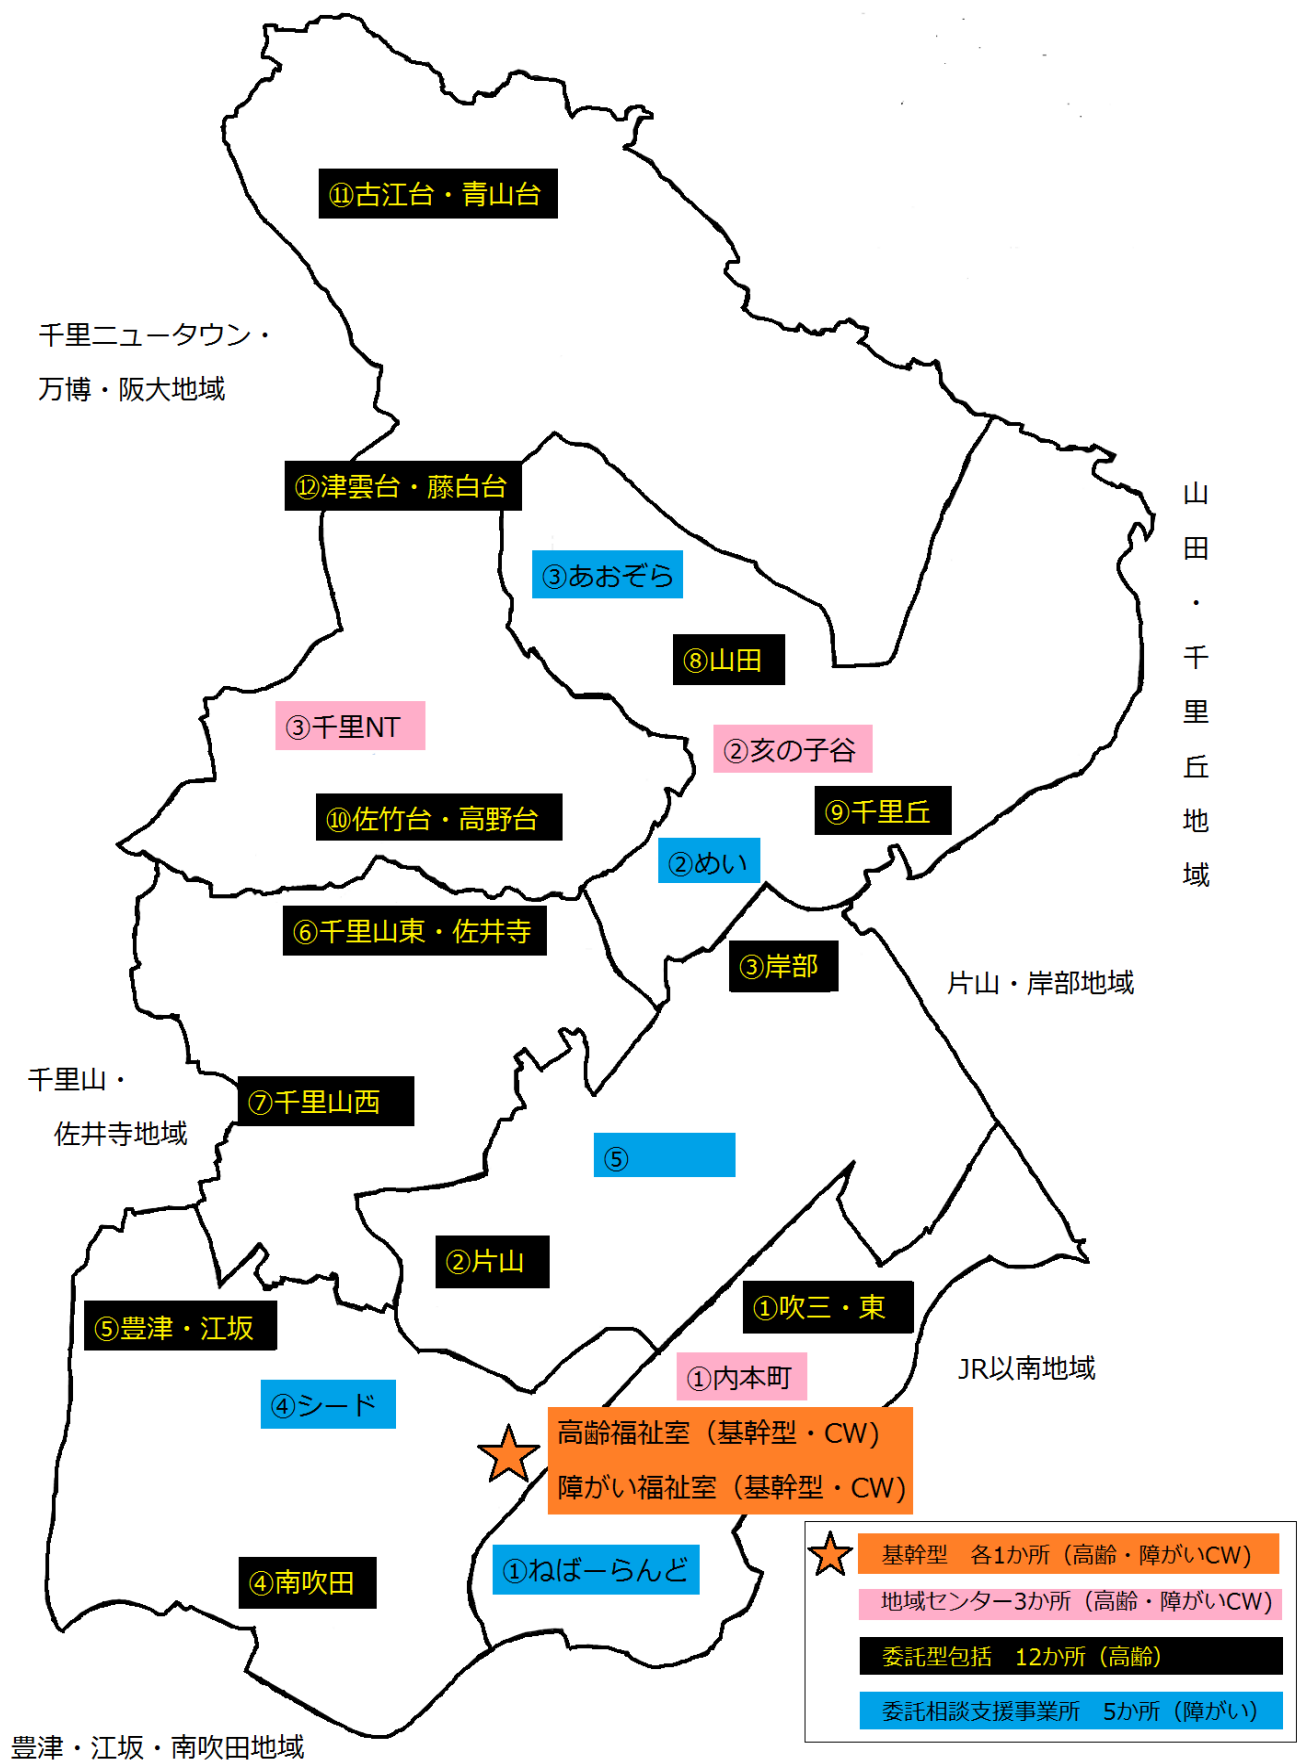 ⑪古江台・青山台
千里ニュータウン・
万博・阪大地域
⑫津雲台・藤白台
山田・千里丘地域
③あおぞら
⑧山田
③千里NT
②亥の子谷
⑩佐竹台・高野台
⑨千里丘
②めい
⑥千里山東・佐井寺
③岸部
片山・岸部地域
千里山・
佐井寺地域
⑦千里山西
⑤
②片山
①吹三・東
⑤豊津・江坂
①内本町
JR以南地域
④シード
高齢福祉室（基幹型・CW)
障がい福祉室（基幹型・CW)
①ねばーらんど
④南吹田
基幹型　各1か所（高齢・障がいCW）
地域センター3か所（高齢・障がいCW）
委託型包括　12か所（高齢）
委託相談支援事業所　5か所（障がい）
豊津・江坂・南吹田地域